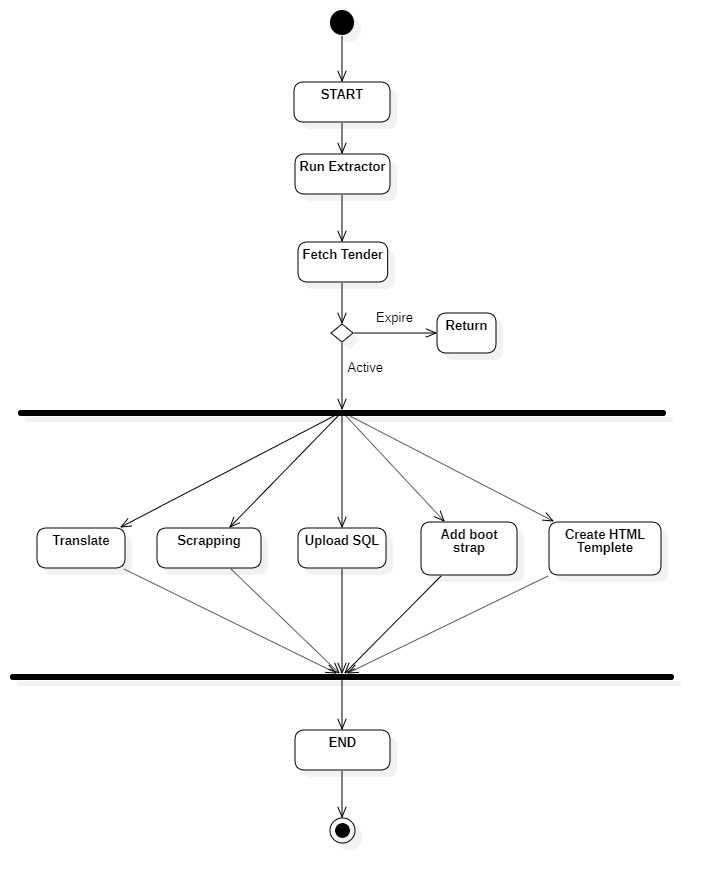 START
Run Extractor
Fetch Tender
Expire
Return
Active
Translate
Scrapping
Upload SQL
Add boot
strap
Create HTML
Templete
END